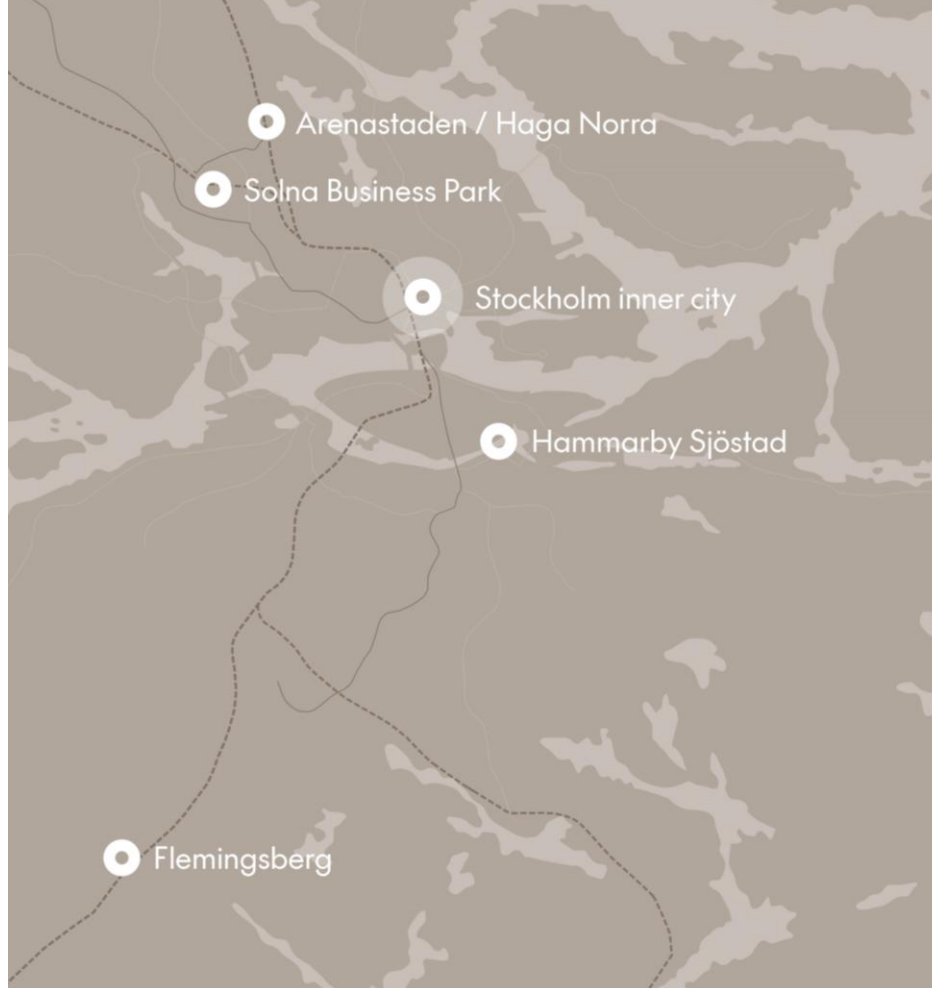 Arenastaden / Haga Norra
Solna Business Park
Stockholm inner city
Hammarby Sjöstad
Flemingsberg